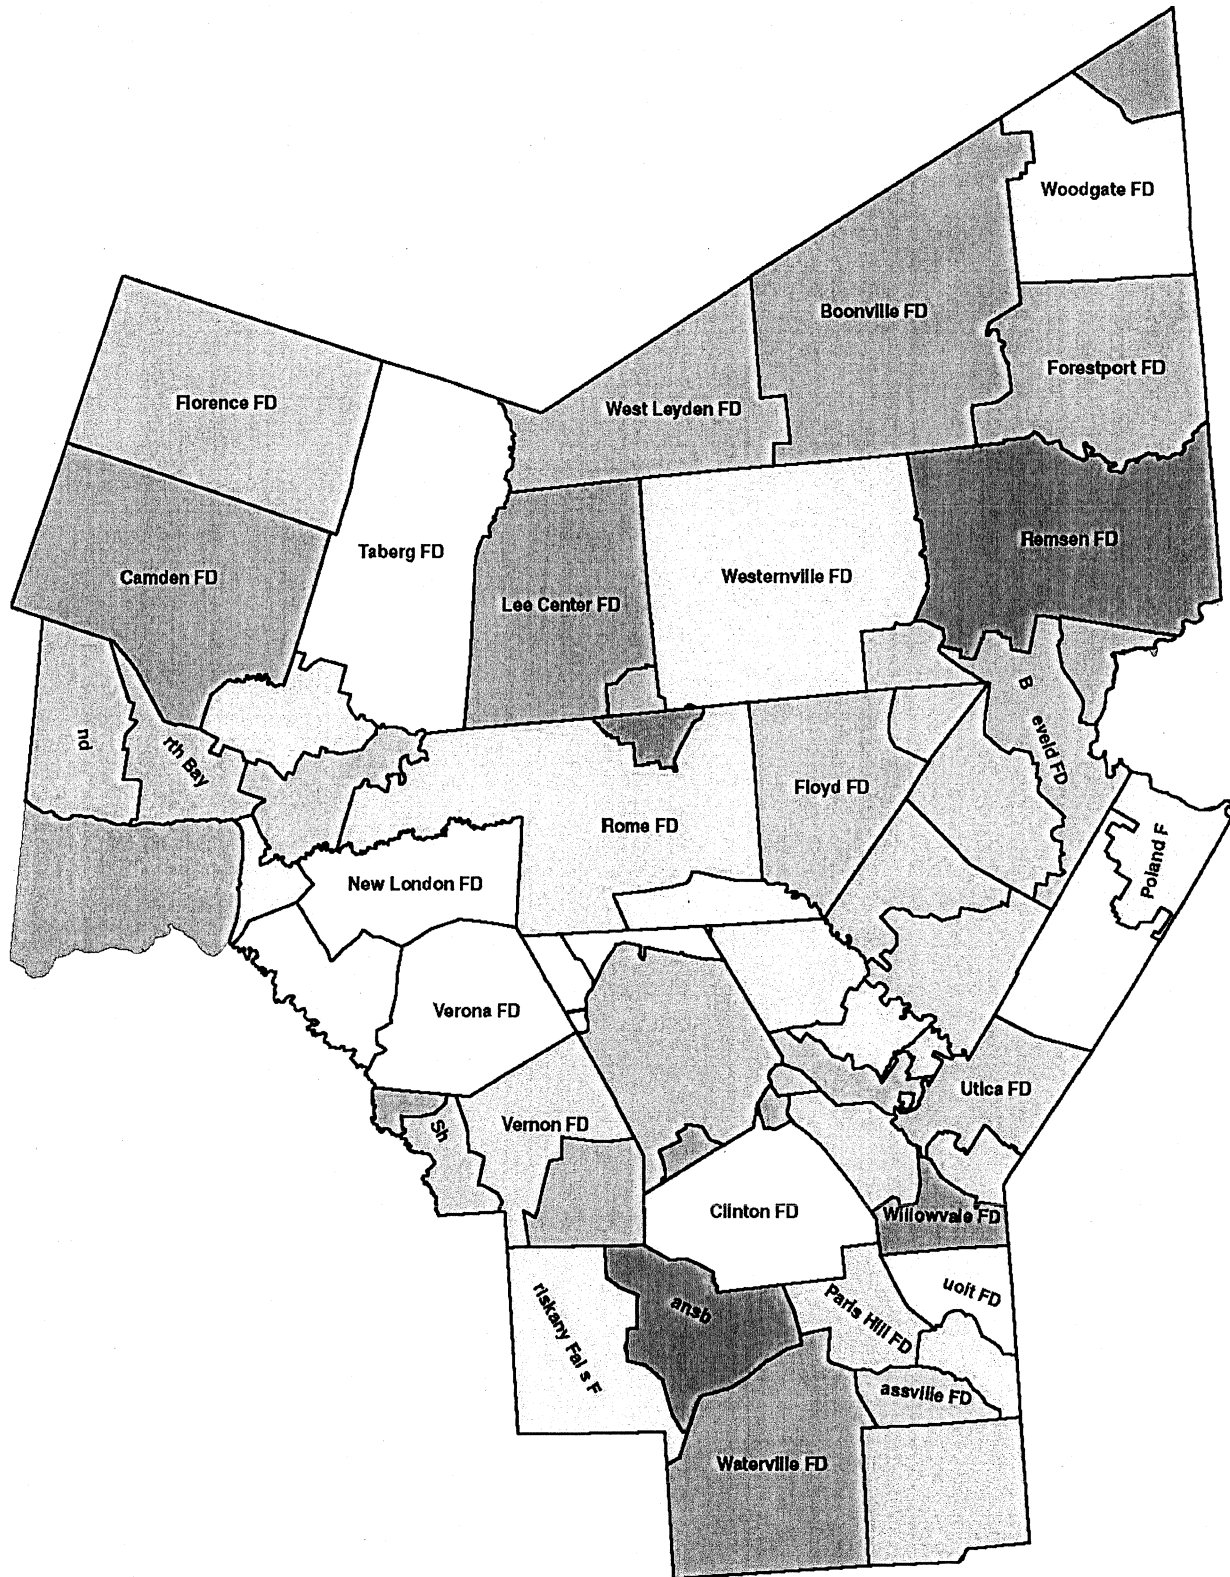 Woodgate FD
Boonville FD
Forestport FD
Florence FD
West Leyden FD
Remsen FD
Taberg FD
Westernville FD
Camden FD
Lee Center FD
B
eveld FD
nd
rth Bay
Floyd FD
Rome FD
Poland F
New London FD
Verona FD
Utica FD
Vernon FD
Sh
Clinton FD
Willowvale FD
uoit FD
ansb
Paris Hill FD
riskany Fal s F
assville FD
Waterville FD